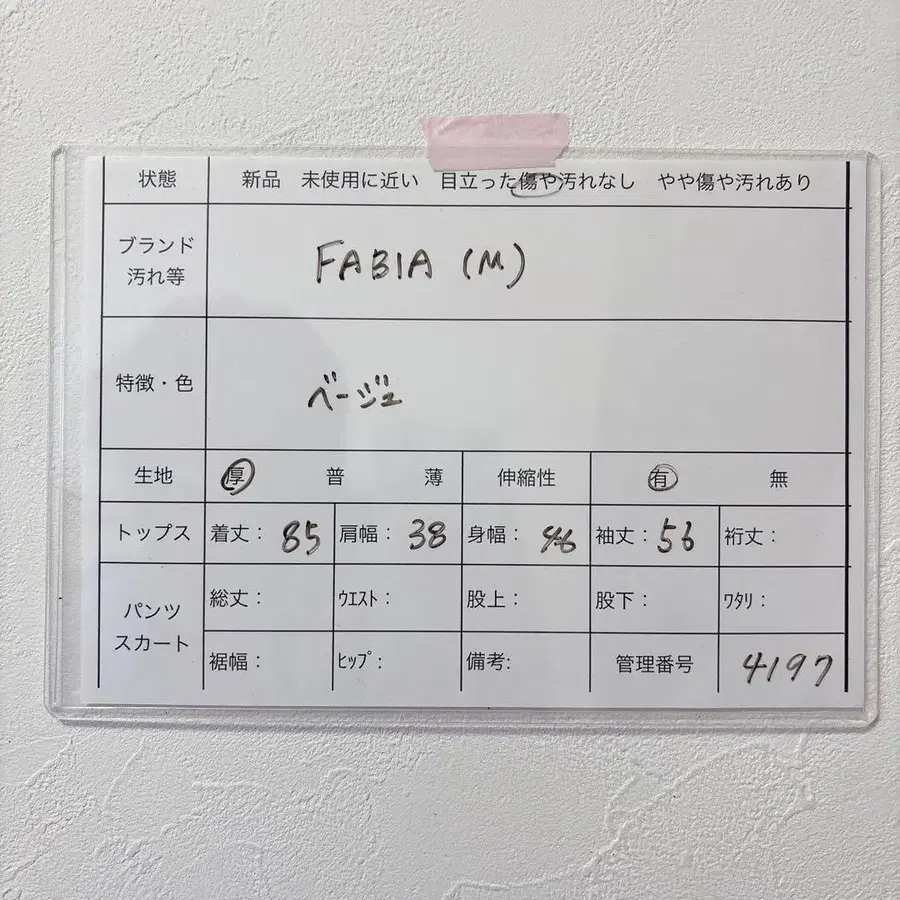 状態 新品 未使用に近い 目立った傷や汚れなし やや傷や汚れあり
ブランド
汚れ等
FABIA (M)
特徴・色 ベージュ
生地 厚 普 薄 伸縮性 有 無
トップス 着丈: 85 肩幅: 38 身幅: 46 袖丈: 56 裄丈:
パンツ
スカート
総丈: ウエスト: 股上: 股下: ワタリ:
裾幅: ヒップ: 備考: 管理番号 4197